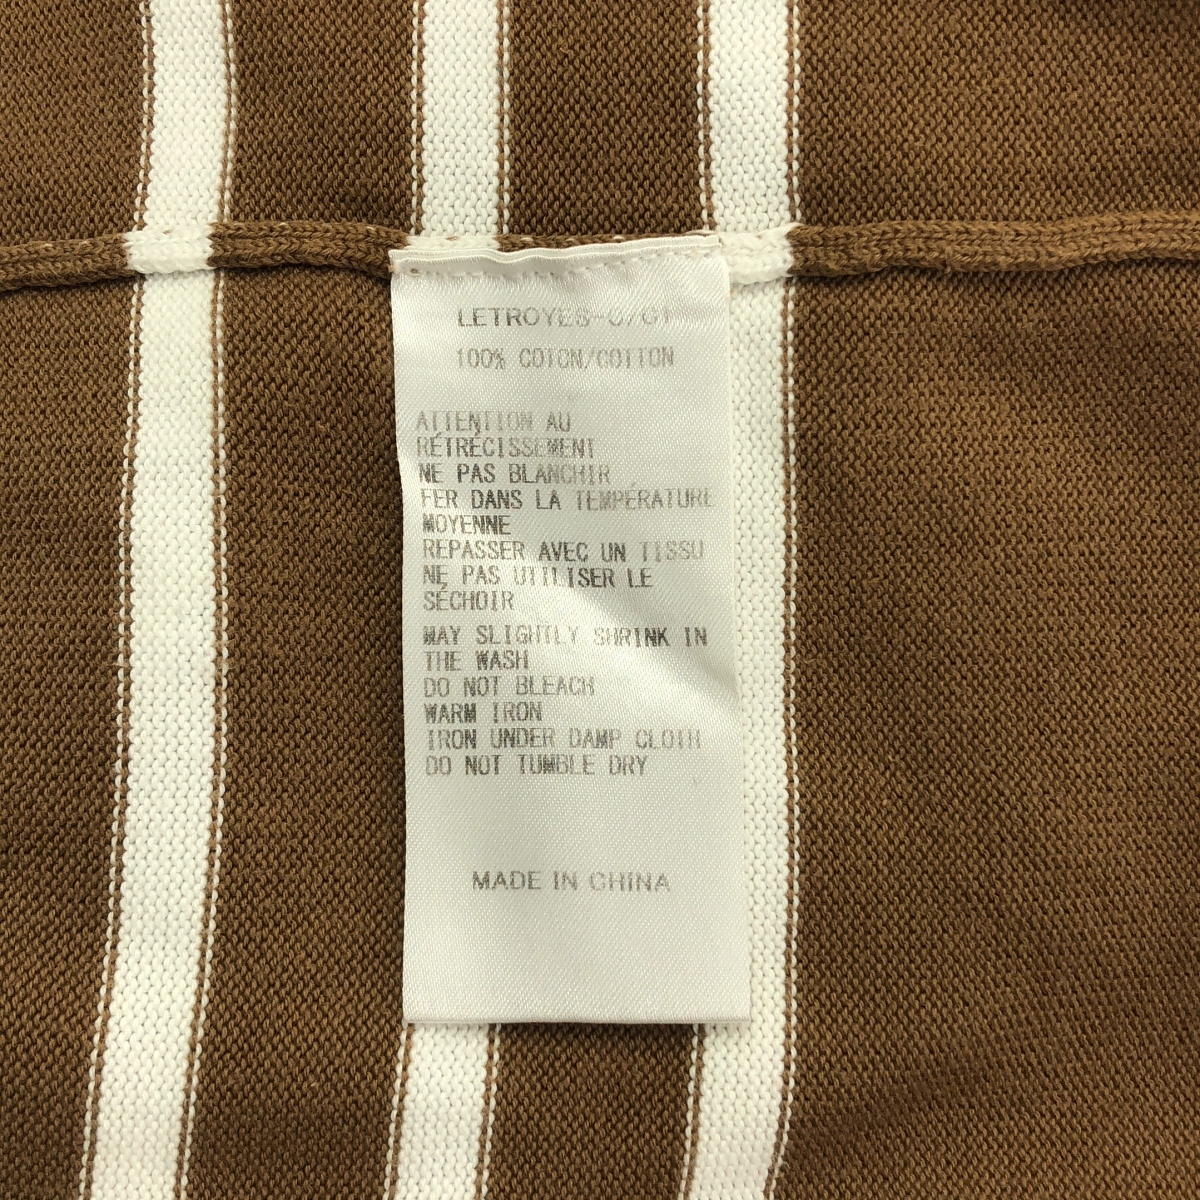 100% COTON/COTTON
ATTENTION AU
RÉTRÉCISSEMENT
NE PAS BLANCHIR
FER DANS LA TEMPÉRATURE
MOYENNE
REPASSER AVEC UN TISSU
NE PAS UTILISER LE
SÉCHOIR
MAY SLIGHTLY SHRINK IN
THE WASH
DO NOT BLEACH
WARM IRON
IRON UNDER DAMP CLOTH
DO NOT TUMBLE DRY
MADE IN CHINA